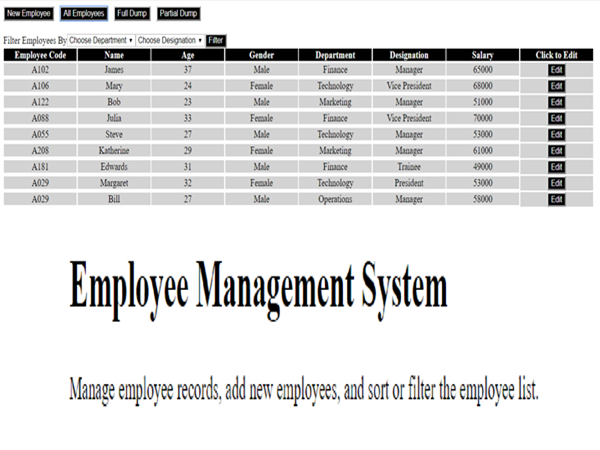 New Employee All Employees Full Dump Partial Dump
Filter Employees By Choose Department Choose Designation Filter
Employee Code Name Age Gender Department Designation Salary Click to Edit
A102 James 37 Male Finance Manager 65000 Edit
A106 Mary 24 Female Technology Vice President 68000 Edit
A122 Bob 23 Male Marketing Manager 51000 Edit
A088 Julia 33 Female Finance Vice President 70000 Edit
A055 Steve 27 Male Technology Manager 53000 Edit
A208 Katherine 29 Female Marketing Manager 61000 Edit
A181 Edwards 31 Male Finance Trainee 49000 Edit
A029 Margaret 32 Female Technology President 53000 Edit
A029 Bill 27 Male Operations Manager 58000 Edit
Employee Management System
Manage employee records, add new employees, and sort or filter the employee list.